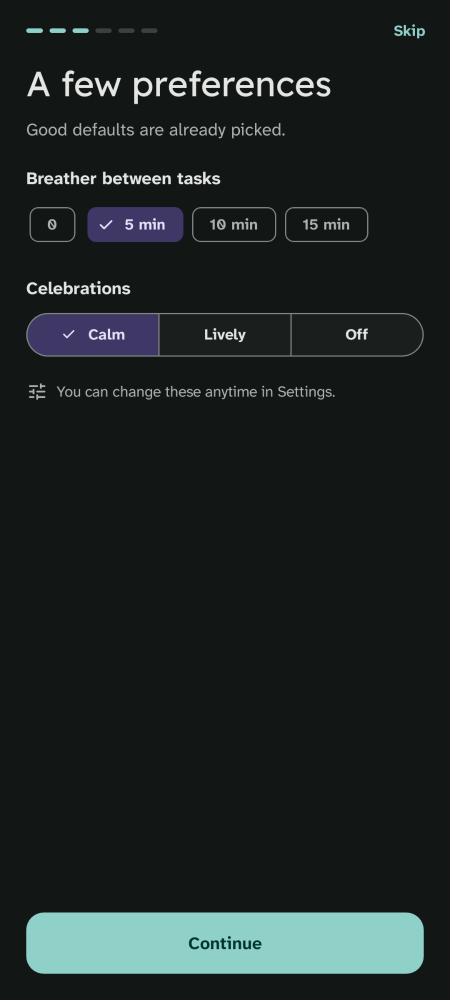 Skip
A few preferences
Good defaults are already picked.
Breather between tasks
0 5 min 10 min 15 min
Celebrations
Calm Lively Off
You can change these anytime in Settings.
Continue